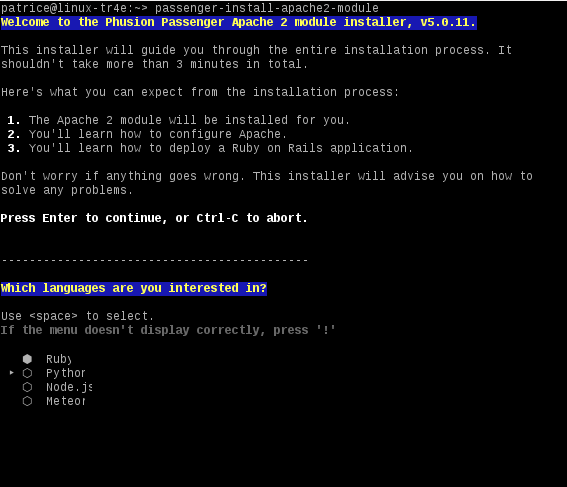 patrice@linux-tr4e:~> passenger-install-apache2-module
Welcome to the Phusion Passenger Apache 2 module installer, v5.0.11.
This installer will guide you through the entire installation process. It
shouldn't take more than 3 minutes in total.
Here's what you can expect from the installation process:
1. The Apache 2 module will be installed for you.
2. You'll learn how to configure Apache.
3. You'll learn how to deploy a Ruby on Rails application.
Don't worry if anything goes wrong. This installer will advise you on how to
solve any problems.
Press Enter to continue, or Ctrl-C to abort.
--------------------------------------------
Which languages are you interested in?
Use <space> to select.
If the menu doesn't display correctly, press '!'
⬢ Ruby
‣ ⬡ Python
⬡ Node.js
⬡ Meteor